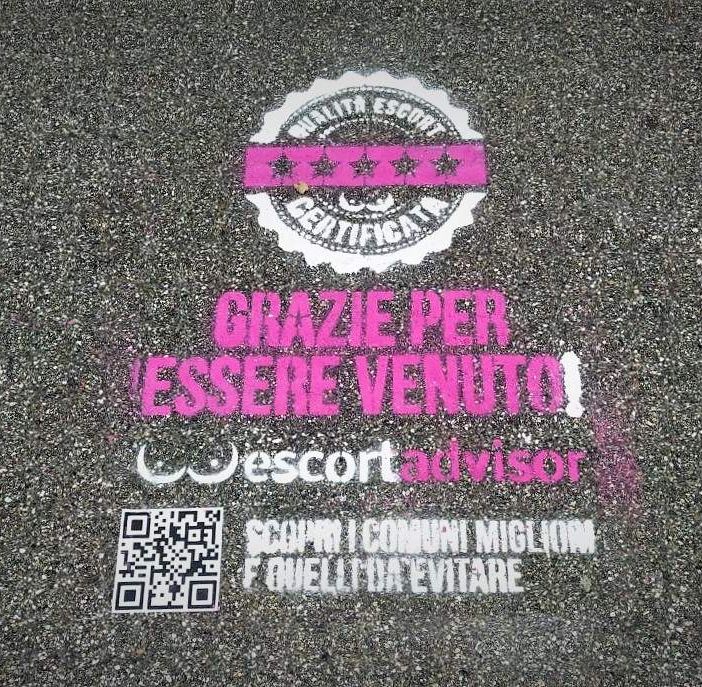 QUALITÀ ESCORT
CERTIFICATA
GRAZIE PER
ESSERE VENUTO!
escortadvisor
SCOPRI I COMUNI MIGLIORI
E QUELLI DA EVITARE